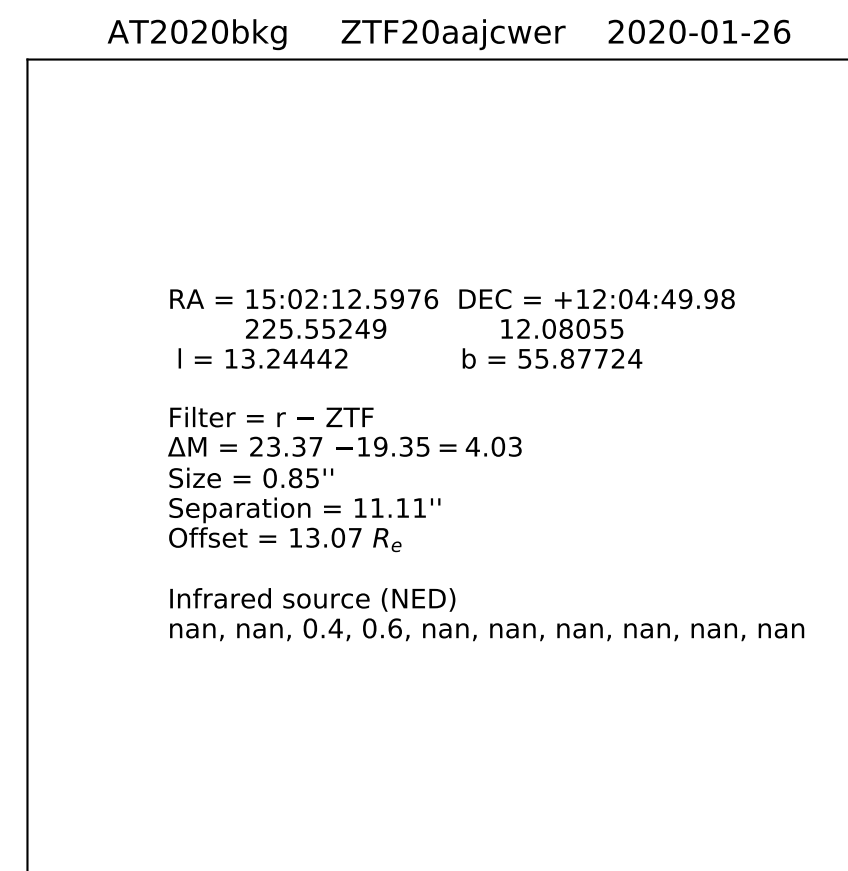 AT2020bkg ZTF20aajcwer 2020-01-26
RA = 15:02:12.5976 DEC = +12:04:49.98
225.55249 12.08055
l = 13.24442 b = 55.87724
Filter = r − ZTF
ΔM = 23.37 −19.35 = 4.03
Size = 0.85''
Separation = 11.11''
Offset = 13.07 Rₑ
Infrared source (NED)
nan, nan, 0.4, 0.6, nan, nan, nan, nan, nan, nan